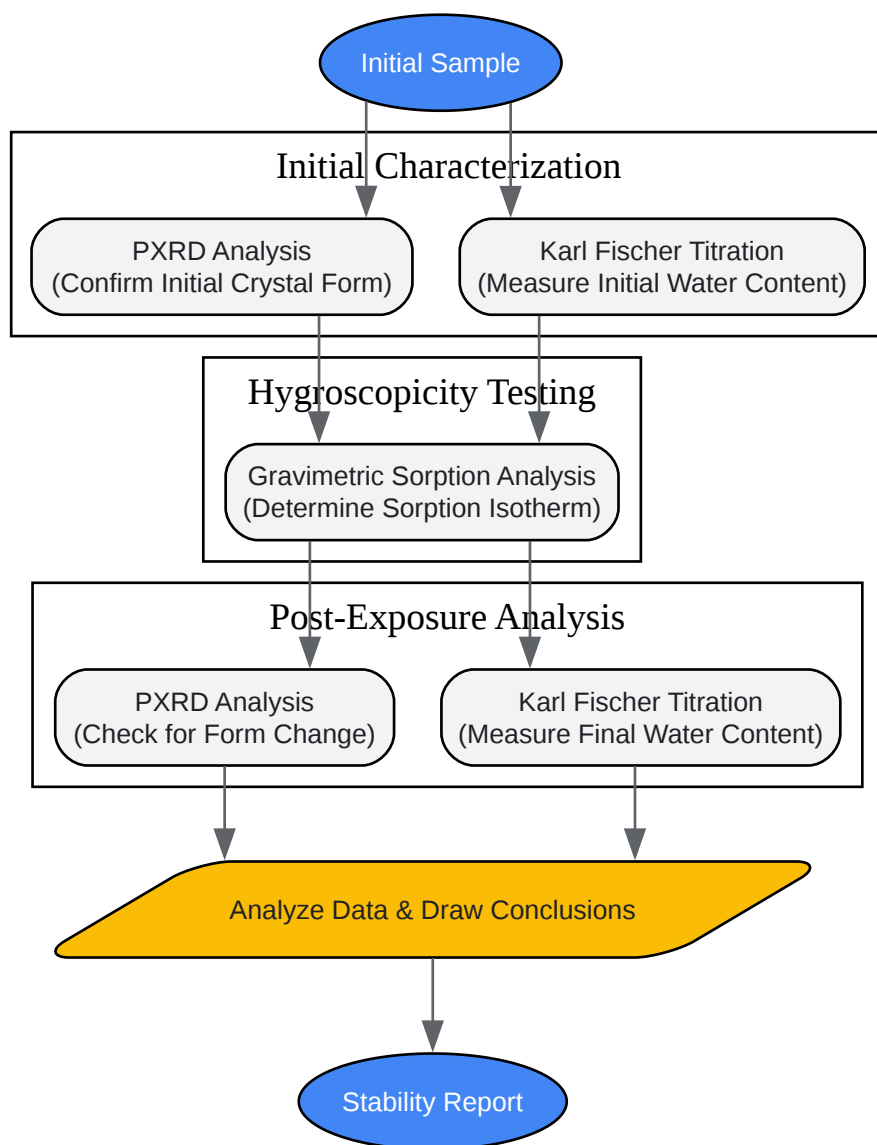 Initial Sample
Initial Characterization
PXRD Analysis
(Confirm Initial Crystal Form)
Karl Fischer Titration
(Measure Initial Water Content)
Hygroscopicity Testing
Gravimetric Sorption Analysis
(Determine Sorption Isotherm)
Post-Exposure Analysis
PXRD Analysis
(Check for Form Change)
Karl Fischer Titration
(Measure Final Water Content)
Analyze Data & Draw Conclusions
Stability Report